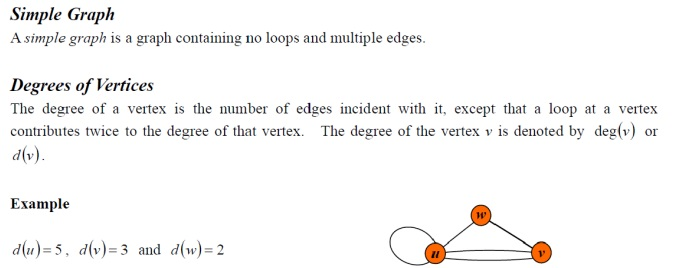 Simple Graph
A simple graph is a graph containing no loops and multiple edges.
Degrees of Vertices
The degree of a vertex is the number of edges incident with it, except that a loop at a vertex
contributes twice to the degree of that vertex. The degree of the vertex v is denoted by deg(v) or
d(v).
Example
w
d(u)= 5 , d(v)= 3 and d(w)= 2
u
v